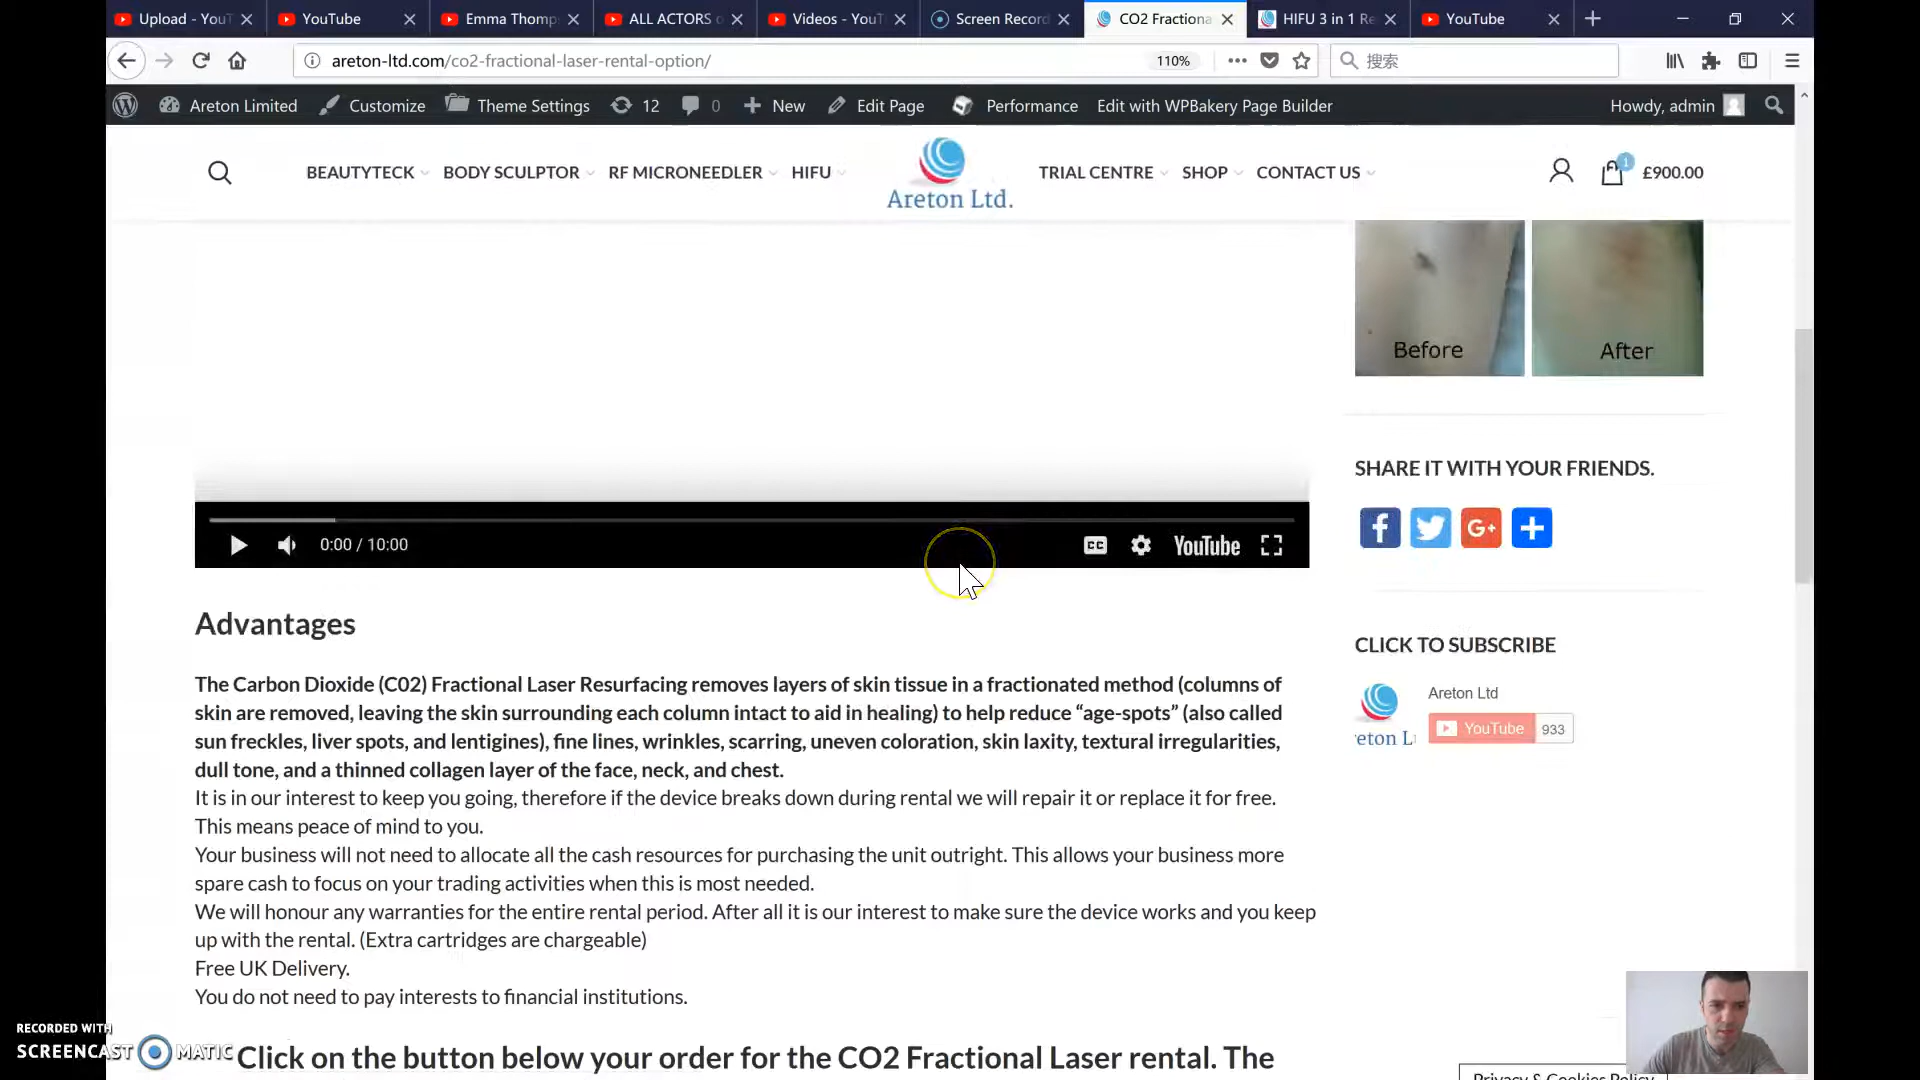 Upload - YouT
YouTube
Emma Thomp
ALL ACTORS o
Videos - YouT
Screen Record
CO2 Fractiona
HIFU 3 in 1 Re
YouTube
areton-ltd.com/co2-fractional-laser-rental-option/
110%
搜索
Areton Limited
Customize
Theme Settings
12
0
New
Edit Page
Performance
Edit with WPBakery Page Builder
Howdy, admin
BEAUTYTECK
BODY SCULPTOR
RF MICRONEEDLER
HIFU
Areton Ltd.
TRIAL CENTRE
SHOP
CONTACT US
1
£900.00
Before
After
SHARE IT WITH YOUR FRIENDS.
0:00 / 10:00
CC
YouTube
G+
CLICK TO SUBSCRIBE
Areton Ltd
YouTube
933
Advantages
The Carbon Dioxide (C02) Fractional Laser Resurfacing removes layers of skin tissue in a fractionated method (columns of
skin are removed, leaving the skin surrounding each column intact to aid in healing) to help reduce “age-spots” (also called
sun freckles, liver spots, and lentigines), fine lines, wrinkles, scarring, uneven coloration, skin laxity, textural irregularities,
dull tone, and a thinned collagen layer of the face, neck, and chest.
It is in our interest to keep you going, therefore if the device breaks down during rental we will repair it or replace it for free.
This means peace of mind to you.
Your business will not need to allocate all the cash resources for purchasing the unit outright. This allows your business more
spare cash to focus on your trading activities when this is most needed.
We will honour any warranties for the entire rental period. After all it is our interest to make sure the device works and you keep
up with the rental. (Extra cartridges are chargeable)
Free UK Delivery.
You do not need to pay interests to financial institutions.
Click on the button below your order for the CO2 Fractional Laser rental. The
Privacy & Cookies Policy
RECORDED WITH
SCREENCAST MATIC